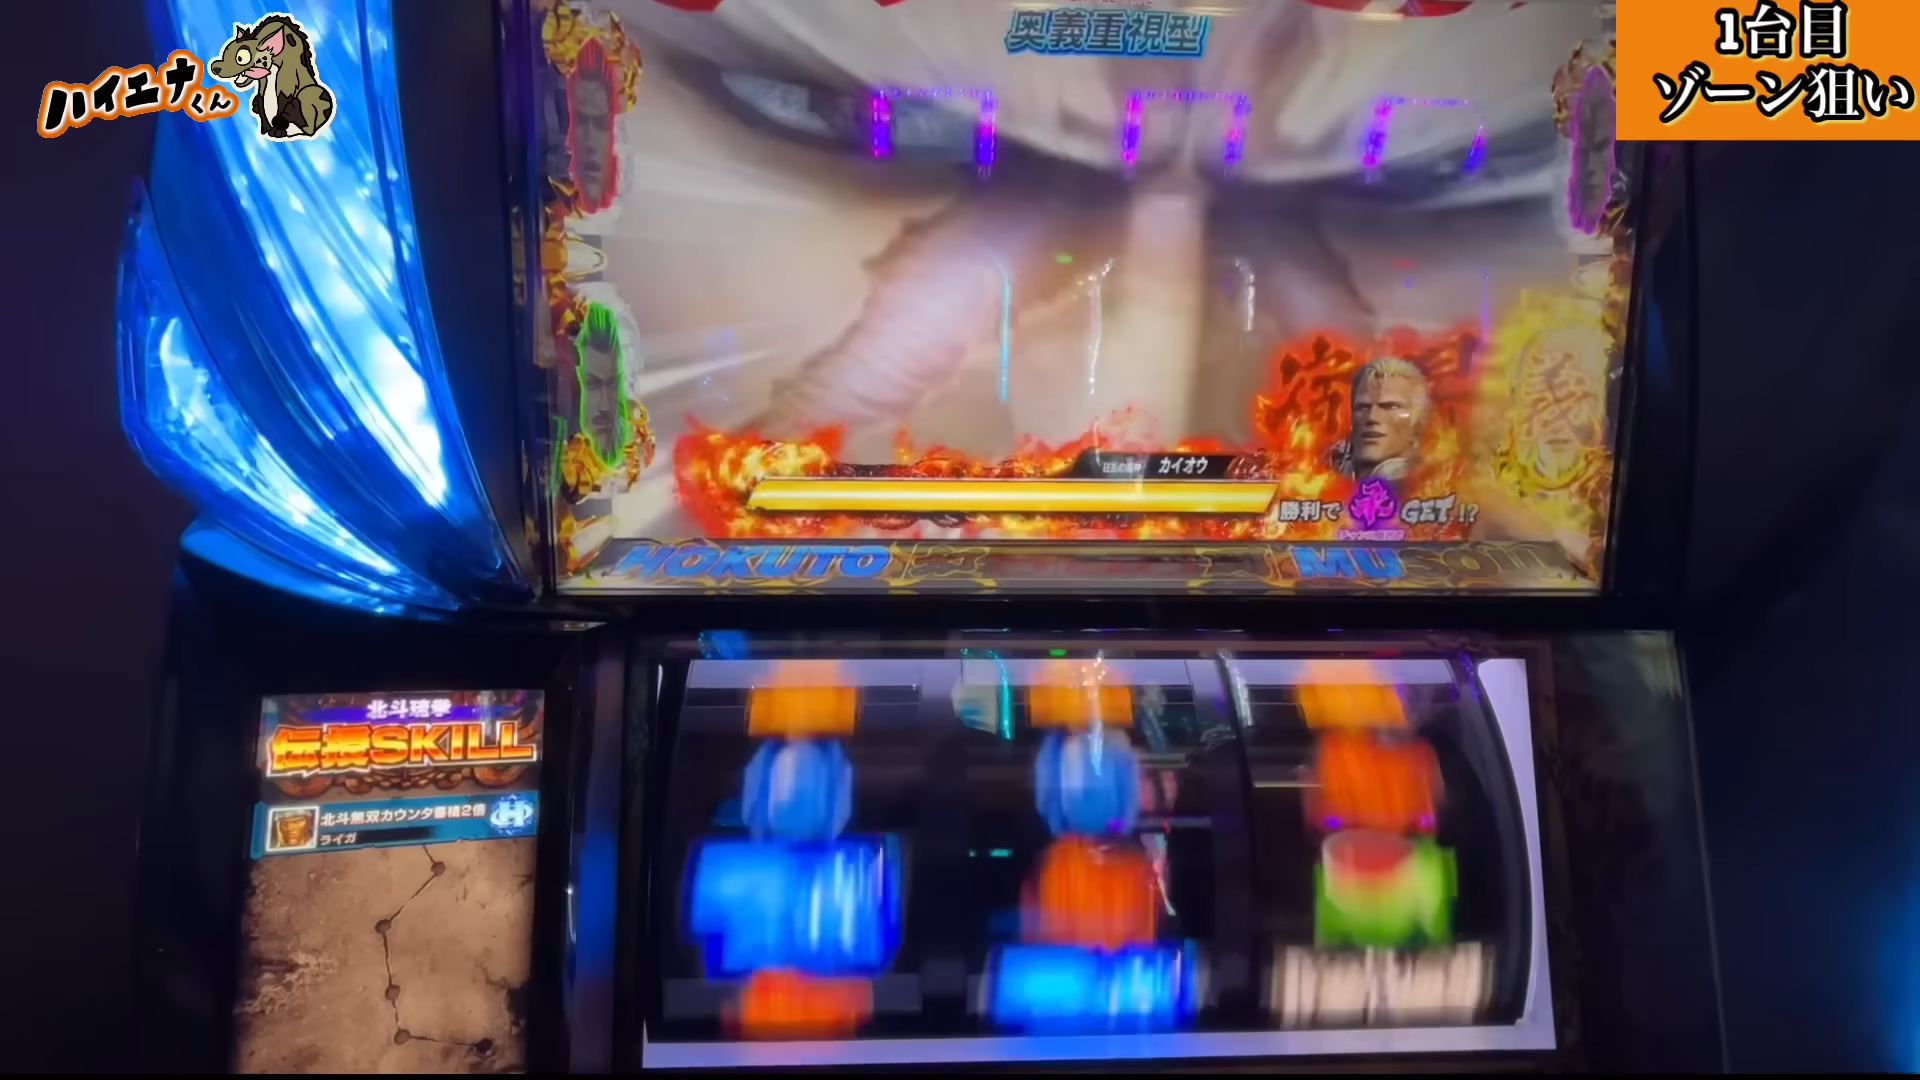 ハイエナくん
1台目
ゾーン狙い
奥義重視型
宿
カイオウ
勝利で GET!?
HOKUTO
MUSOU
北斗琉拳
伝授SKILL
北斗無双カウンタ蓄積2倍
ライガ